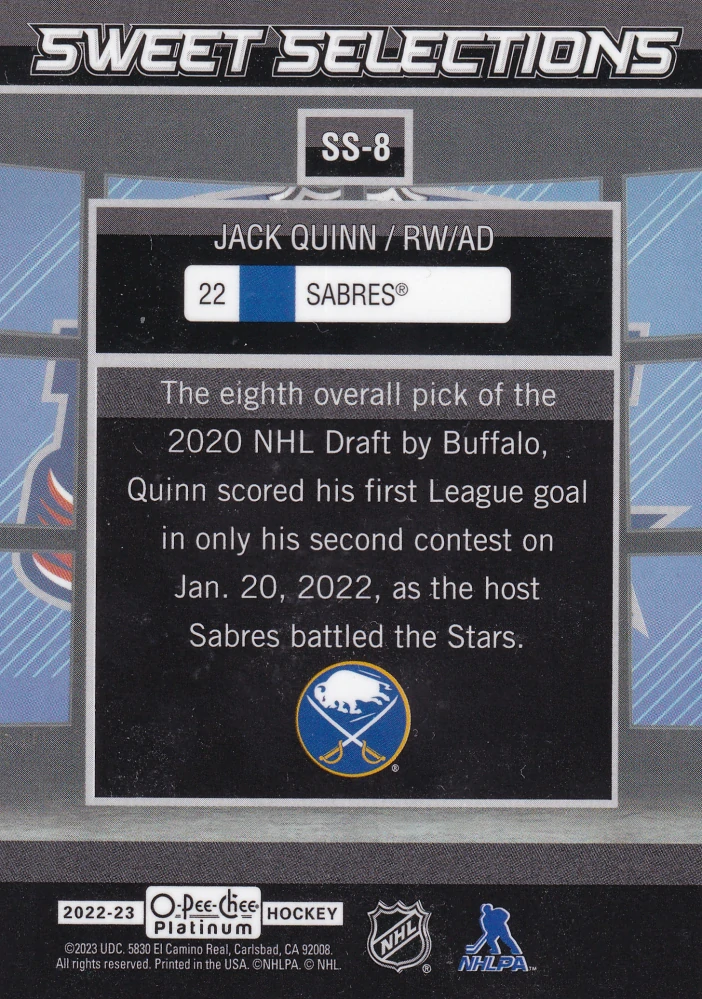 SWEET SELECTIONS
SS-8
JACK QUINN / RW/AD
22 SABRES®
The eighth overall pick of the
2020 NHL Draft by Buffalo,
Quinn scored his first League goal
in only his second contest on
Jan. 20, 2022, as the host
Sabres battled the Stars.
®
2022-23 O-Pee-Chee® Platinum HOCKEY
©2023 UDC. 5830 El Camino Real, Carlsbad, CA 92008.
All rights reserved. Printed in the USA. ©NHLPA. © NHL.
NHL ®
NHLPA™